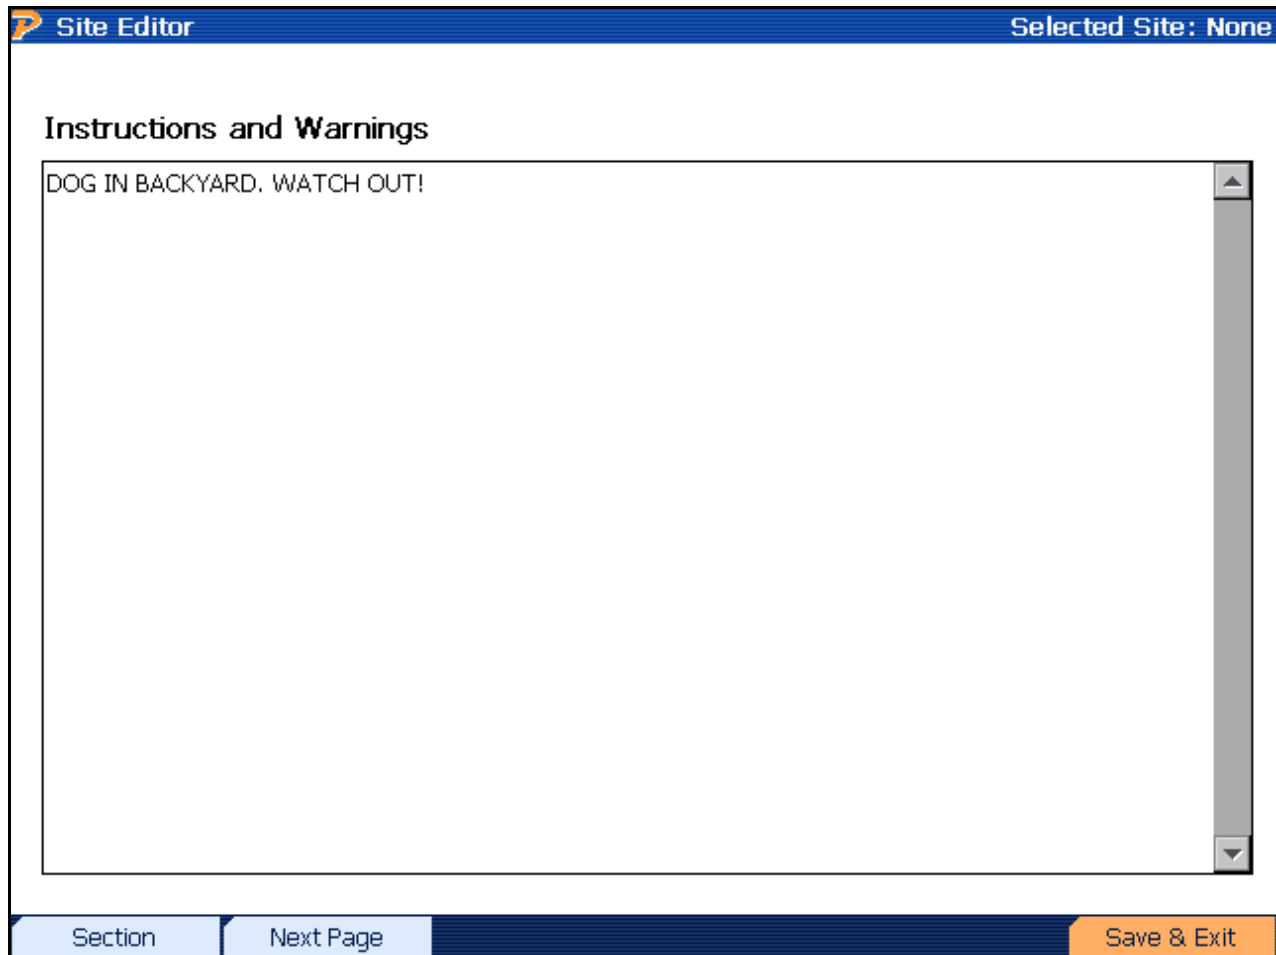 Site Editor
Selected Site: None
Instructions and Warnings
DOG IN BACKYARD. WATCH OUT!
Section
Next Page
Save & Exit